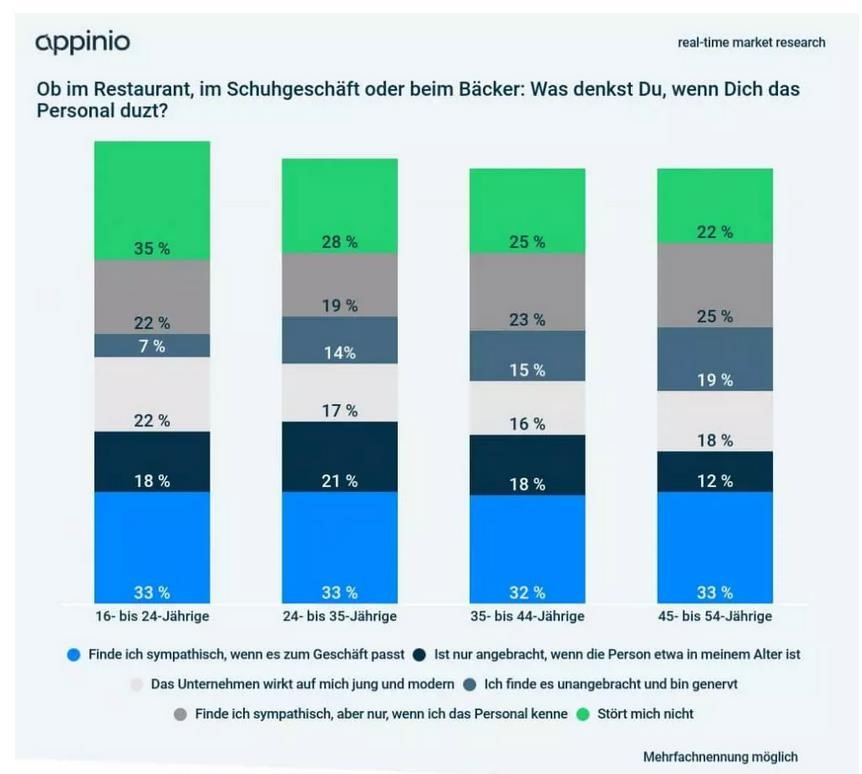 appinio
real-time market research
Ob im Restaurant, im Schuhgeschäft oder beim Bäcker: Was denkst Du, wenn Dich das
Personal duzt?
35 %
28 %
25 %
22 %
22 %
19 %
23 %
25 %
7 %
14%
15 %
19 %
22 %
17 %
16 %
18 %
18 %
21 %
18 %
12 %
33 %
33 %
32 %
33 %
16- bis 24-Jährige
24- bis 35-Jährige
35- bis 44-Jährige
45- bis 54-Jährige
Finde ich sympathisch, wenn es zum Geschäft passt
Ist nur angebracht, wenn die Person etwa in meinem Alter ist
Das Unternehmen wirkt auf mich jung und modern
Ich finde es unangebracht und bin genervt
Finde ich sympathisch, aber nur, wenn ich das Personal kenne
Stört mich nicht
Mehrfachnennung möglich